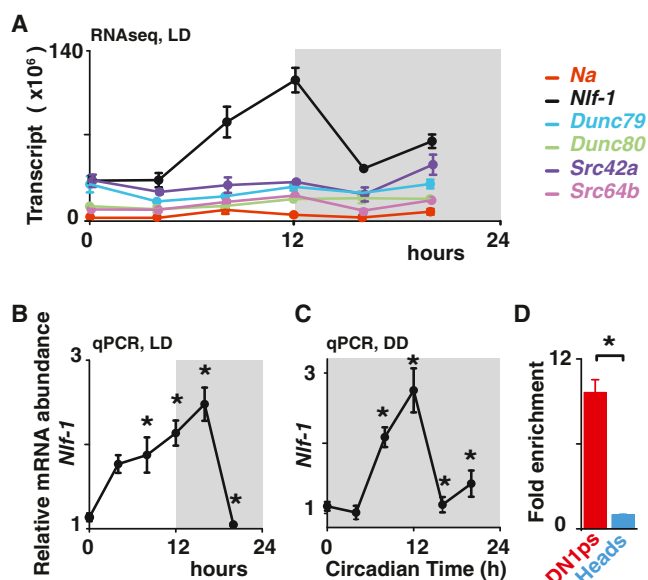 A
RNAseq, LD
Transcript ( x10⁶)
140
0
0
12
24
hours
Na
Nlf-1
Dunc79
Dunc80
Src42a
Src64b
B
qPCR, LD
Relative mRNA abundance
Nlf-1
3
1
*
*
*
*
0
12
24
hours
C
qPCR, DD
Nlf-1
3
1
*
*
*
*
0
12
24
Circadian Time (h)
D
Fold enrichment
12
0
*
DN1ps
Heads